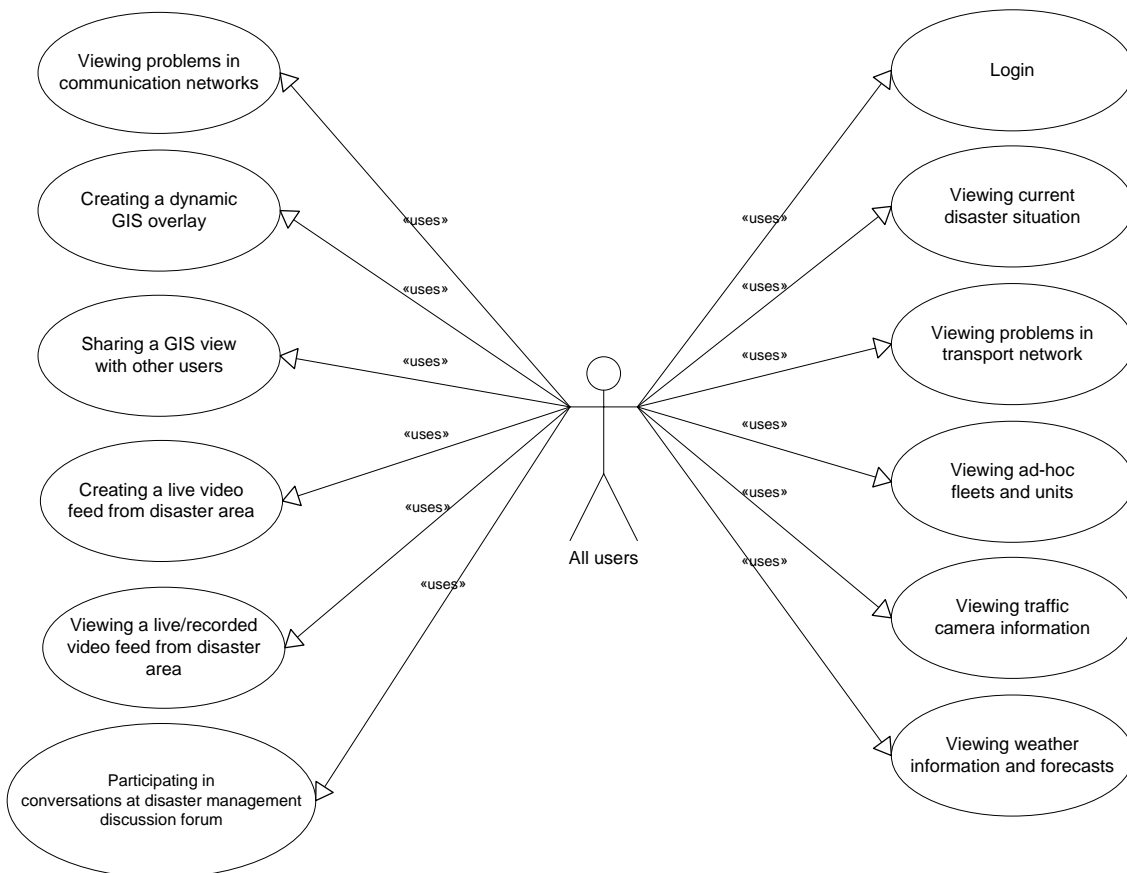 Viewing problems in
communication networks
Login
Creating a dynamic
GIS overlay
Viewing current
disaster situation
«uses»
«uses»
«uses»
«uses»
Sharing a GIS view
with other users
Viewing problems in
transport network
«uses»
«uses»
«uses»
«uses»
Creating a live video
feed from disaster area
Viewing ad-hoc
fleets and units
«uses»
«uses»
All users
«uses»
«uses»
Viewing a live/recorded
video feed from disaster
area
Viewing traffic
camera information
Participating in
conversations at disaster management
discussion forum
Viewing weather
information and forecasts